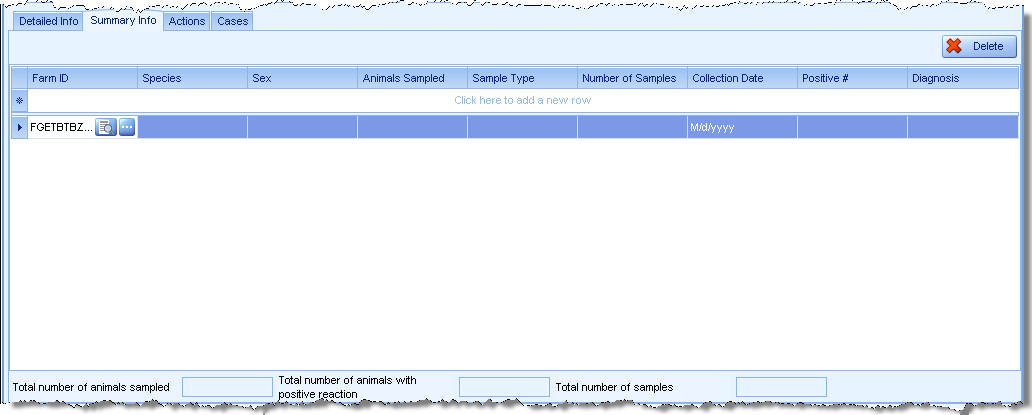 Detailed Info Summary Info Actions Cases
Delete
Farm ID Species Sex Animals Sampled Sample Type Number of Samples Collection Date Positive # Diagnosis
Click here to add a new row
FGETBTBZ... M/d/yyyy
Total number of animals sampled Total number of animals with positive reaction Total number of samples